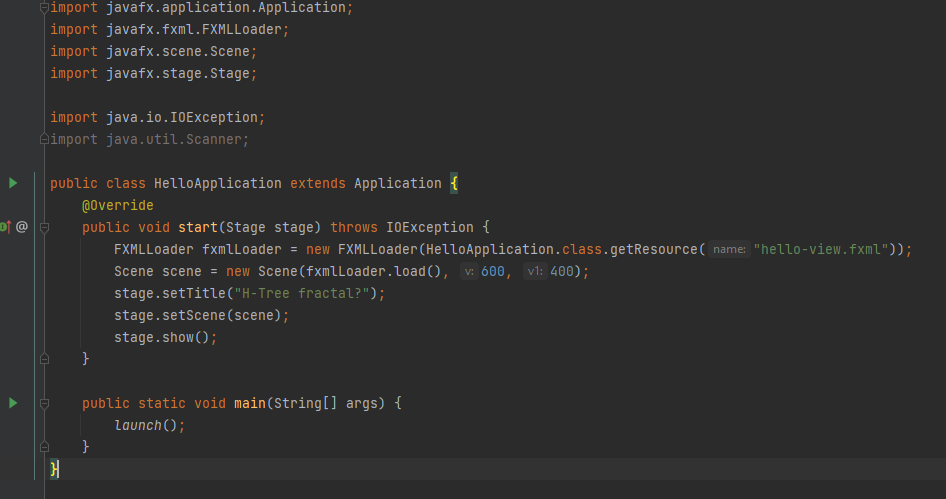 import javafx.application.Application;
import javafx.fxml.FXMLLoader;
import javafx.scene.Scene;
import javafx.stage.Stage;

import java.io.IOException;
import java.util.Scanner;

public class HelloApplication extends Application {
    @Override
    public void start(Stage stage) throws IOException {
        FXMLLoader fxmlLoader = new FXMLLoader(HelloApplication.class.getResource( name: "hello-view.fxml"));
        Scene scene = new Scene(fxmlLoader.load(), v: 600, v1: 400);
        stage.setTitle("H-Tree fractal?");
        stage.setScene(scene);
        stage.show();
    }

    public static void main(String[] args) {
        launch();
    }
}